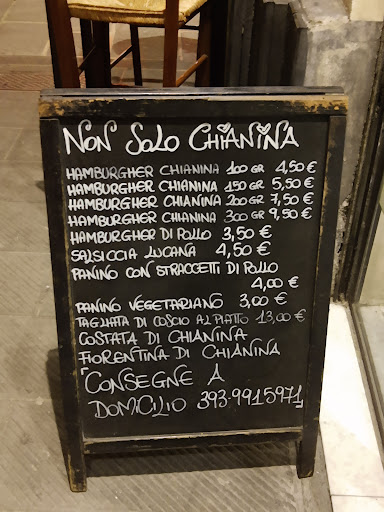 NON SOLO CHIANINA
HAMBURGHER CHIANINA 100 GR 4,50 €
HAMBURGHER CHIANINA 150 GR 5,50 €
HAMBURGHER CHIANINA 200 GR 7,50 €
HAMBURGHER CHIANINA 300 GR 9,50 €
HAMBURGHER DI POLLO 3,50 €
SALSICCIA LUCANA 4,50 €
PANINO CON STRACCETTI DI POLLO
4,00 €
PANINO VEGETARIANO 3,00 €
TAGLIATA DI COSCIO AL PIATTO 13,00 €
COSTATA DI CHIANINA
FIORENTINA DI CHIANINA
CONSEGNE A
DOMICILIO 393-9915971